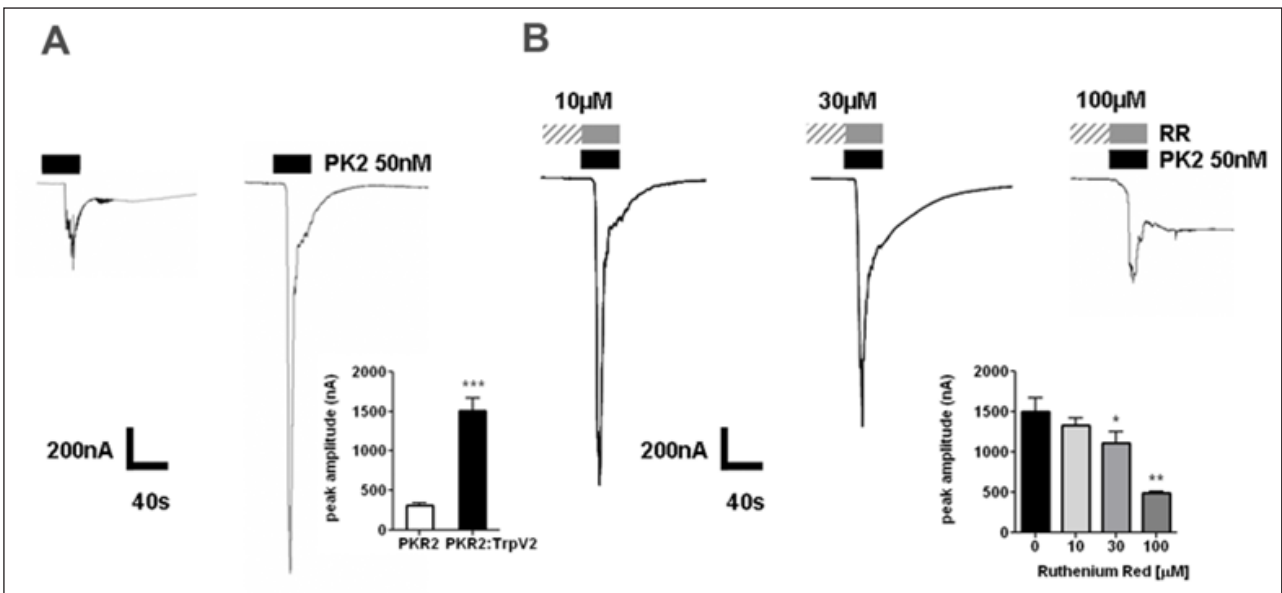 A
B
10µM
30µM
100µM
RR
PK2 50nM
PK2 50nM
200nA
40s
peak amplitude (nA)
2000
1500
1000
500
0
***
PKR2
PKR2:TrpV2
200nA
40s
peak amplitude (nA)
2000
1500
1000
500
0
*
**
0
10
30
100
Ruthenium Red [µM]